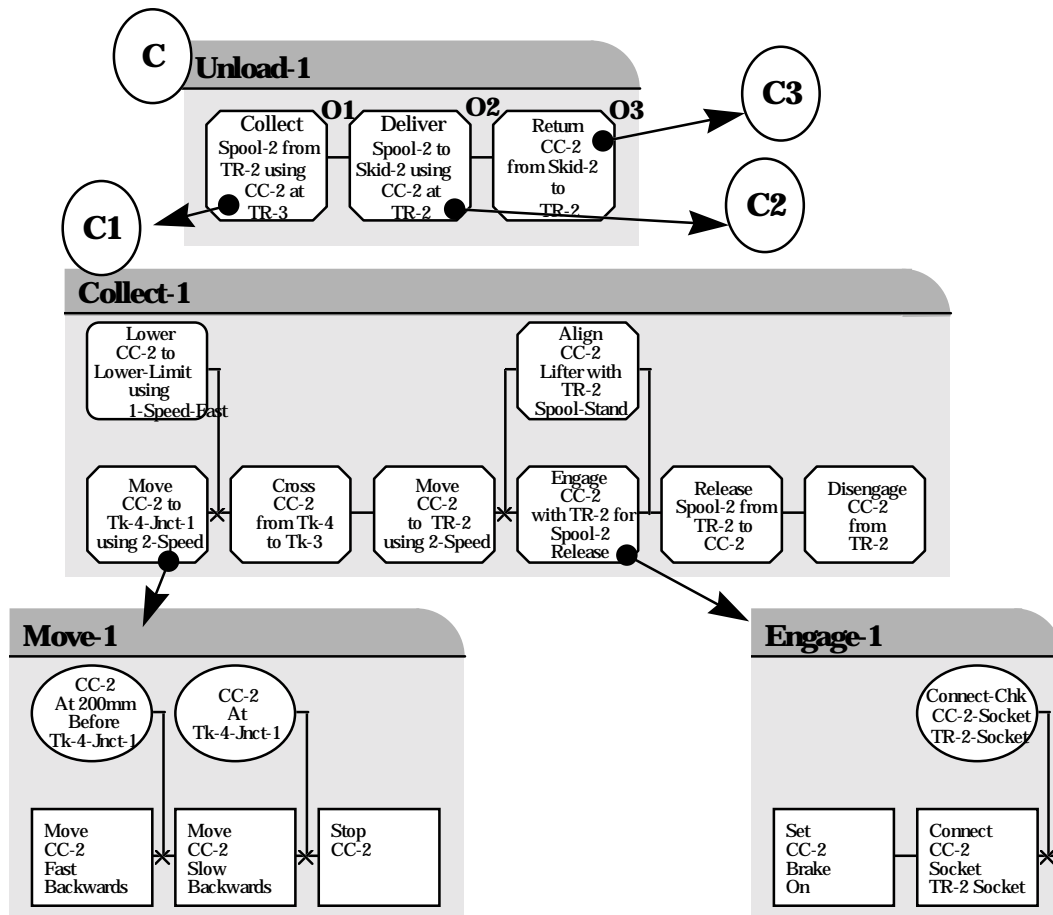 C
Unload-1
C3
O1
O2
O3
Collect
Spool-2 from
TR-2 using
CC-2 at
TR-3
Deliver
Spool-2 to
Skid-2 using
CC-2 at
TR-2
Return
CC-2
from Skid-2
to
TR-2
C1
C2
Collect-1
Lower
CC-2 to
Lower-Limit
using
1-Speed-Fast
Align
CC-2
Lifter with
TR-2
Spool-Stand
Move
CC-2 to
Tk-4-Jnct-1
using 2-Speed
Cross
CC-2
from Tk-4
to Tk-3
Move
CC-2
to TR-2
using 2-Speed
Engage
CC-2
with TR-2 for
Spool-2
Release
Release
Spool-2 from
TR-2 to
CC-2
Disengage
CC-2
from
TR-2
Move-1
CC-2
At 200mm
Before
Tk-4-Jnct-1
CC-2
At
Tk-4-Jnct-1
Move
CC-2
Fast
Backwards
Move
CC-2
Slow
Backwards
Stop
CC-2
Engage-1
Connect-Chk
CC-2-Socket
TR-2-Socket
Set
CC-2
Brake
On
Connect
CC-2
Socket
TR-2 Socket